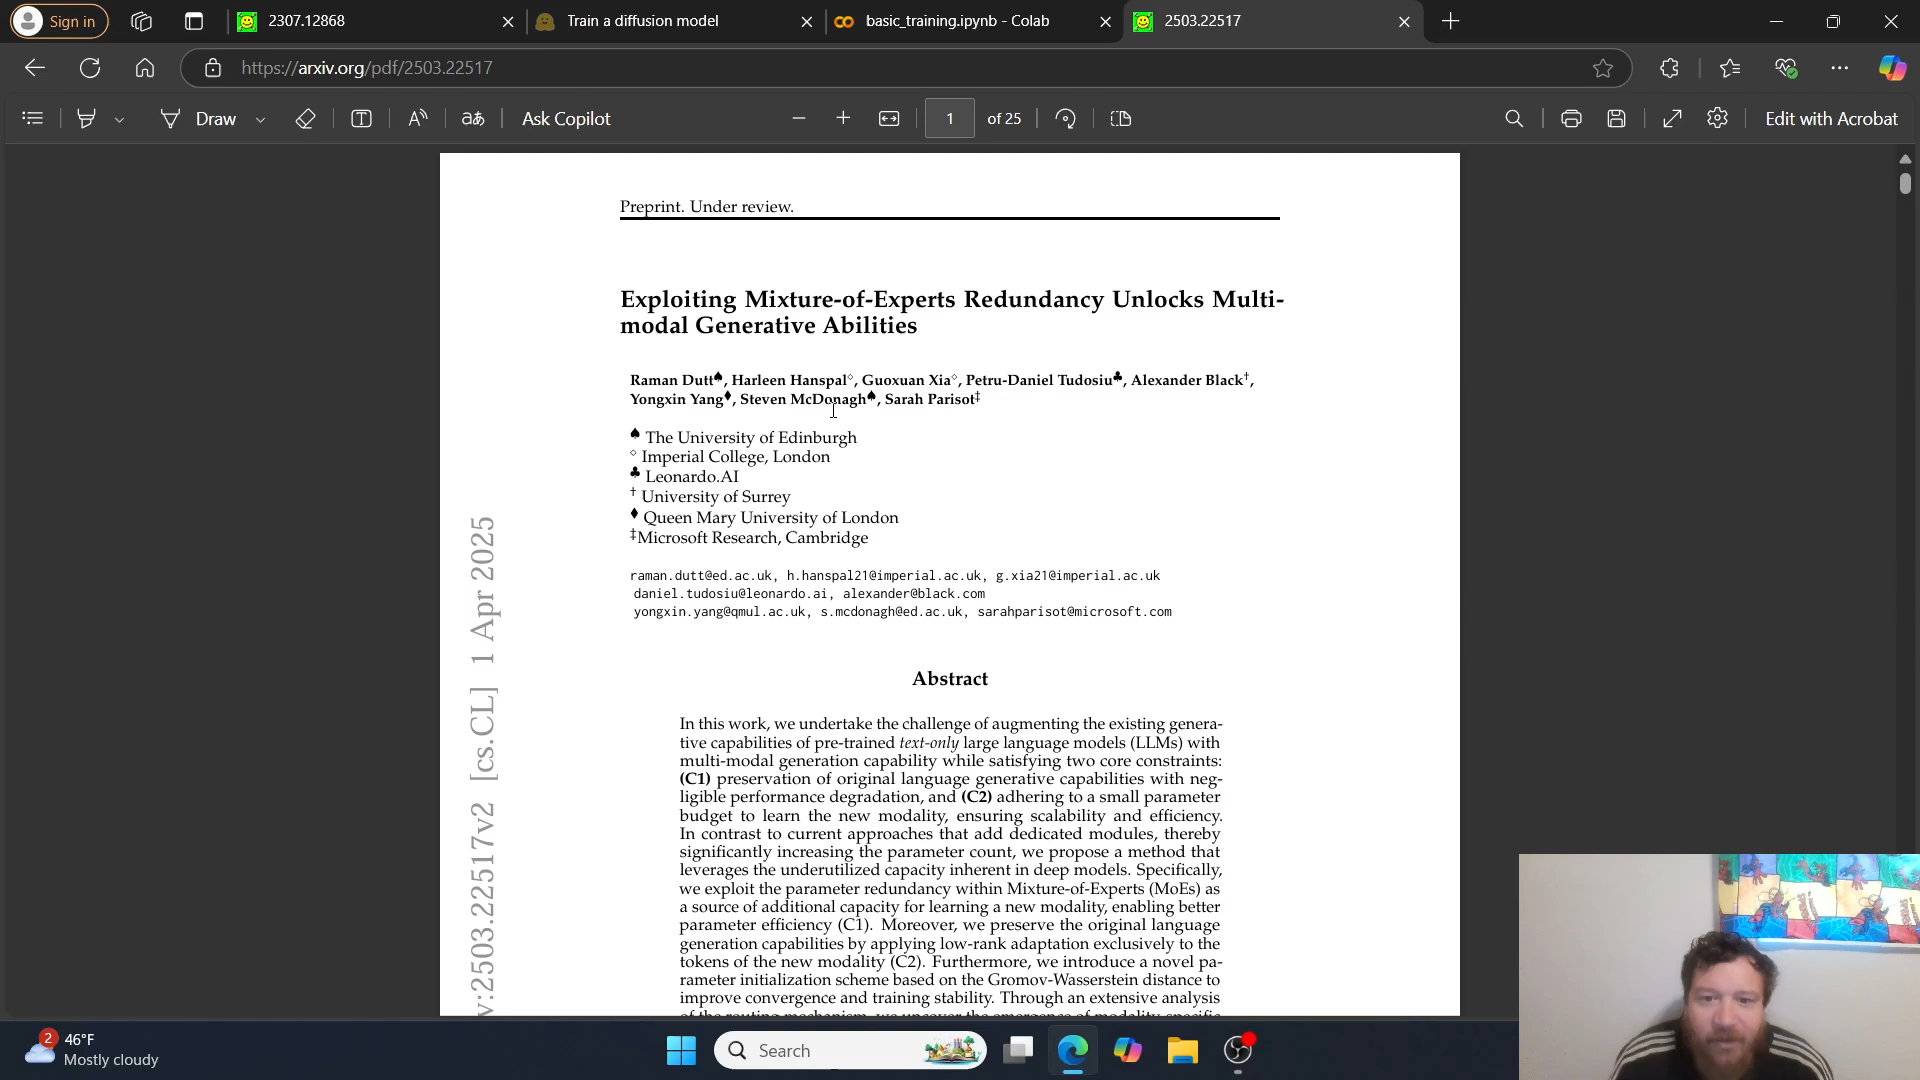 Sign in
2307.12868
Train a diffusion model
basic_training.ipynb - Colab
2503.22517
https://arxiv.org/pdf/2503.22517
Draw
Ask Copilot
1 of 25
Edit with Acrobat
Preprint. Under review.
Exploiting Mixture-of-Experts Redundancy Unlocks Multi-
modal Generative Abilities
Raman Dutt♠, Harleen Hanspal◇, Guoxuan Xia◇, Petru-Daniel Tudosiu♣, Alexander Black†,
Yongxin Yang♦, Steven McDonagh♠, Sarah Parisot‡
♠ The University of Edinburgh
◇ Imperial College, London
♣ Leonardo.AI
† University of Surrey
♦ Queen Mary University of London
‡Microsoft Research, Cambridge
raman.dutt@ed.ac.uk, h.hanspal21@imperial.ac.uk, g.xia21@imperial.ac.uk
daniel.tudosiu@leonardo.ai, alexander@black.com
yongxin.yang@qmul.ac.uk, s.mcdonagh@ed.ac.uk, sarahparisot@microsoft.com
Abstract
In this work, we undertake the challenge of augmenting the existing genera-
tive capabilities of pre-trained text-only large language models (LLMs) with
multi-modal generation capability while satisfying two core constraints:
(C1) preservation of original language generative capabilities with neg-
ligible performance degradation, and (C2) adhering to a small parameter
budget to learn the new modality, ensuring scalability and efficiency.
In contrast to current approaches that add dedicated modules, thereby
significantly increasing the parameter count, we propose a method that
leverages the underutilized capacity inherent in deep models. Specifically,
we exploit the parameter redundancy within Mixture-of-Experts (MoEs) as
a source of additional capacity for learning a new modality, enabling better
parameter efficiency (C1). Moreover, we preserve the original language
generation capabilities by applying low-rank adaptation exclusively to the
tokens of the new modality (C2). Furthermore, we introduce a novel pa-
rameter initialization scheme based on the Gromov-Wasserstein distance to
improve convergence and training stability. Through an extensive analysis
of the routing mechanism, we uncover the emergence of modality-specific
v:2503.22517v2 [cs.CL] 1 Apr 2025
2
46°F
Mostly cloudy
Search